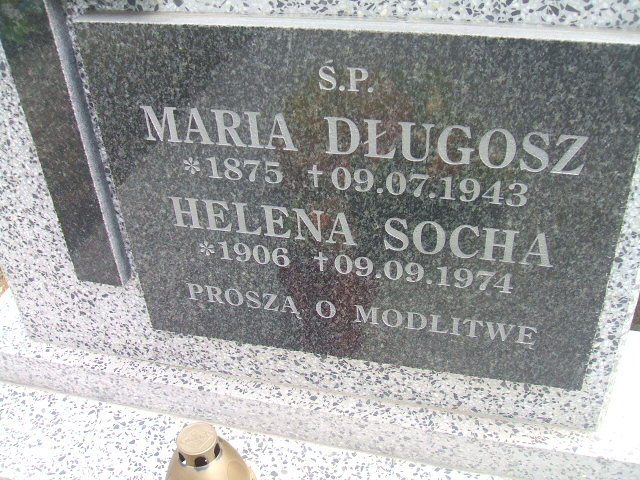 Ś.P.
MARIA DŁUGOSZ
*1875 †09.07.1943
HELENA SOCHA
*1906 †09.09.1974
PROSZĄ O MODLITWĘ